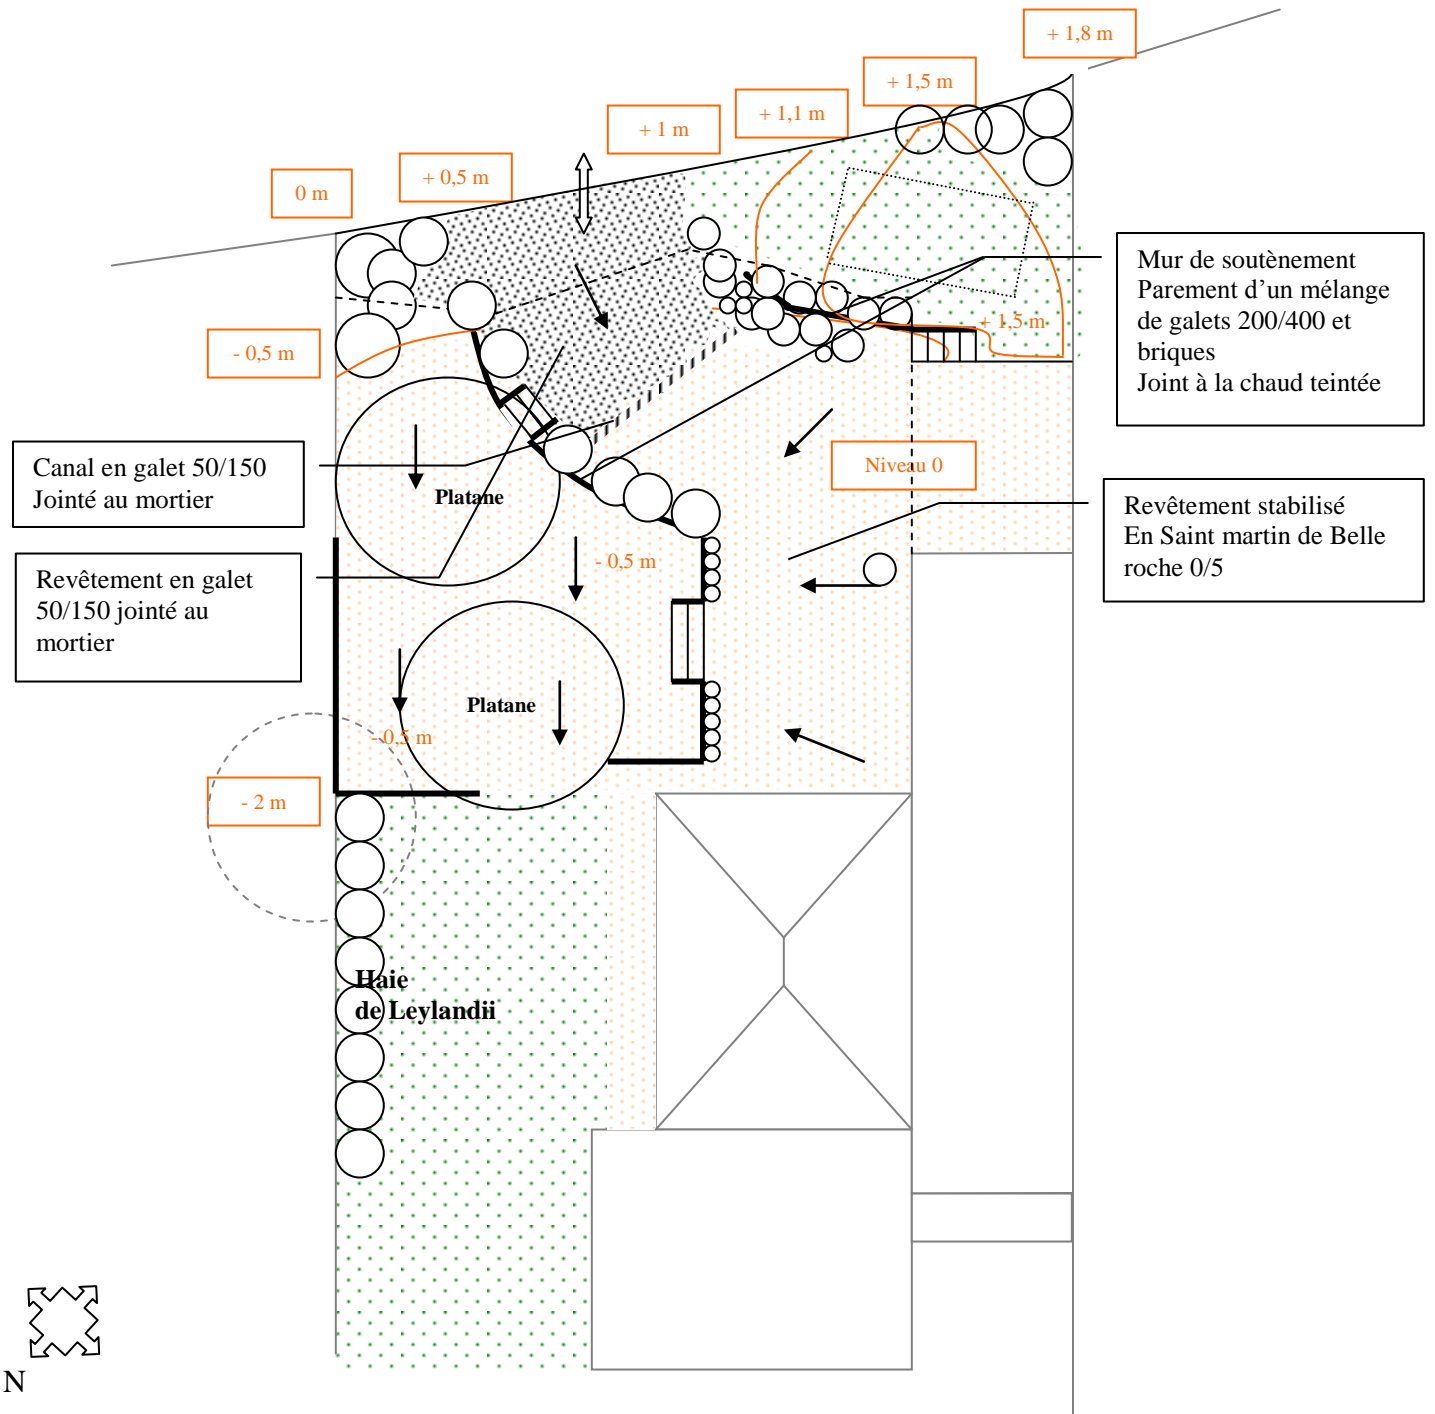 + 1,8 m
+ 1,5 m
+ 1,1 m
+ 1 m
+ 0,5 m
0 m
- 0,5 m
Mur de soutènement
Parement d’un mélange
de galets 200/400 et
briques
Joint à la chaud teintée
+ 1,5 m
Canal en galet 50/150
Jointé au mortier
Niveau 0
Platane
Revêtement stabilisé
En Saint martin de Belle
roche 0/5
- 0,5 m
Revêtement en galet
50/150 jointé au
mortier
Platane
- 0,5 m
- 2 m
Haie
de Leylandii
N